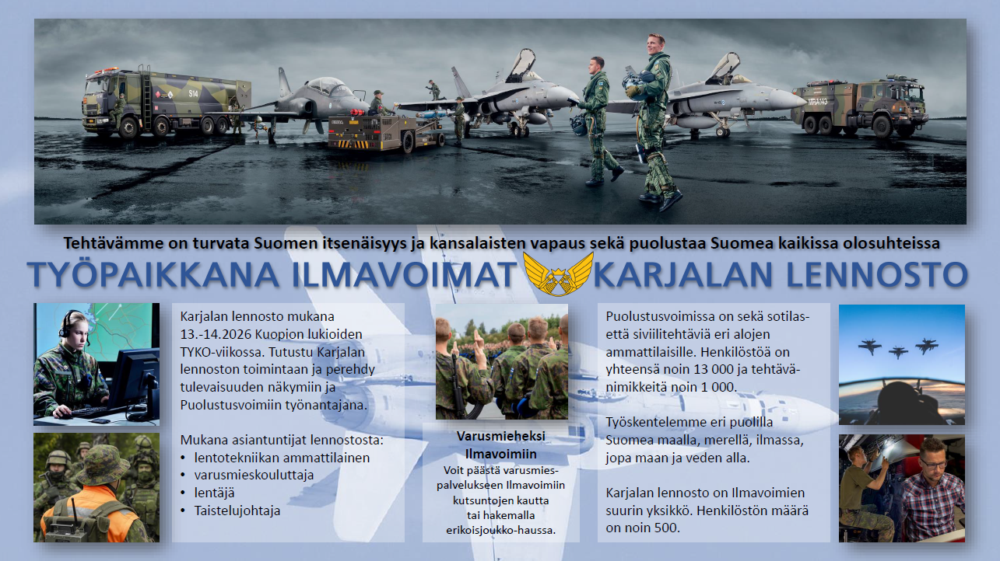 S14
MRA143
Tehtävämme on turvata Suomen itsenäisyys ja kansalaisten vapaus sekä puolustaa Suomea kaikissa olosuhteissa
TYÖPAIKKANA ILMAVOIMAT KARJALAN LENNOSTO
Karjalan lennosto mukana
13.-14.2026 Kuopion lukioiden
TYKO-viikossa. Tutustu Karjalan
lennoston toimintaan ja perehdy
tulevaisuuden näkymiin ja
Puolustusvoimiin työnantajana.
Mukana asiantuntijat lennostosta:
• lentotekniikan ammattilainen
• varusmieskouluttaja
• lentäjä
• Taistelujohtaja
Varusmieheksi
Ilmavoimiin
Voit päästä varusmies-
palvelukseen Ilmavoimiin
kutsuntojen kautta
tai hakemalla
erikoisjoukko-haussa.
Puolustusvoimissa on sekä sotilas-
että siviilitehtäviä eri alojen
ammattilaisille. Henkilöstöä on
yhteensä noin 13 000 ja tehtävä-
nimikkeitä noin 1 000.
Työskentelemme eri puolilla
Suomea maalla, merellä, ilmassa,
jopa maan ja veden alla.
Karjalan lennosto on Ilmavoimien
suurin yksikkö. Henkilöstön määrä
on noin 500.